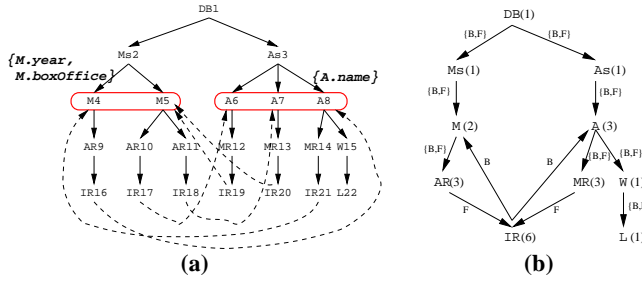 DB1
Ms2 As3
{M.year,
M.boxOffice}
{A.name}
M4 M5 A6 A7 A8
AR9 AR10 AR11 MR12 MR13 MR14 W15
IR16 IR17 IR18 IR19 IR20 IR21 L22
(a)
DB(1)
{B,F} {B,F}
Ms(1) As(1)
{B,F} {B,F}
M(2) A(3)
{B,F} B B {B,F} {B,F}
AR(3) MR(3) W(1)
F F {B,F}
IR(6) L(1)
(b)